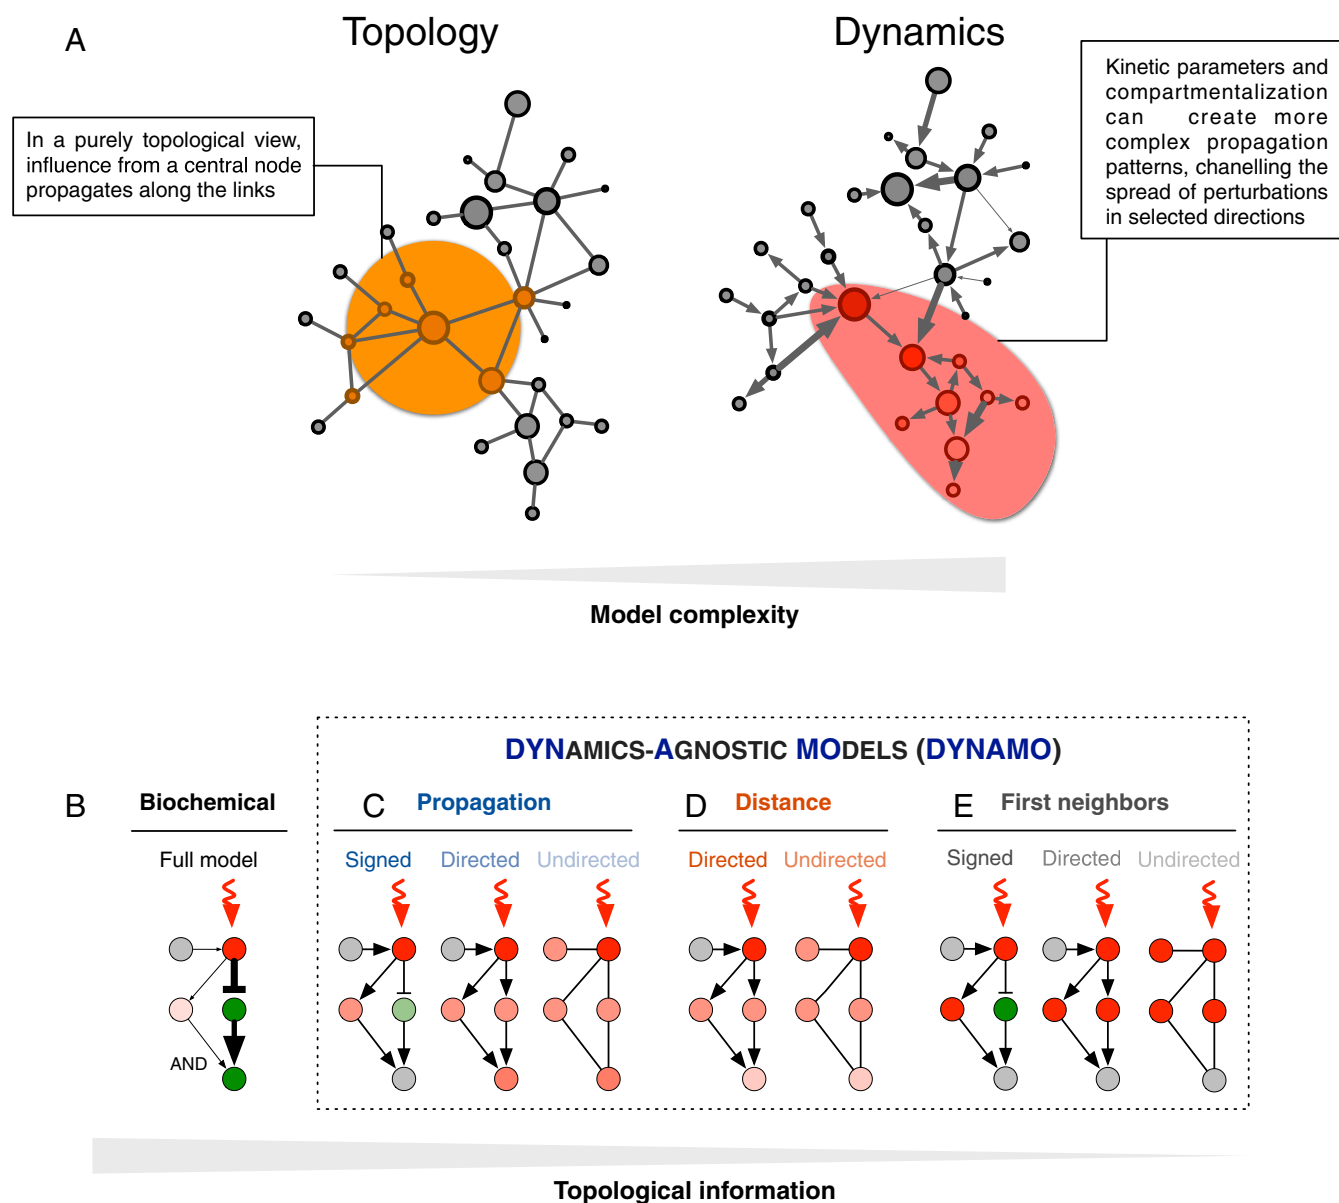 A
Topology
Dynamics
In a purely topological view,
influence from a central node
propagates along the links
Kinetic parameters and
compartmentalization
can create more
complex propagation
patterns, chanelling the
spread of perturbations
in selected directions
Model complexity
DYNAMICS-AGNOSTIC MODELS (DYNAMO)
B
Biochemical
C
Propagation
D
Distance
E
First neighbors
Full model
Signed
Directed
Undirected
Directed
Undirected
Signed
Directed
Undirected
AND
Topological information